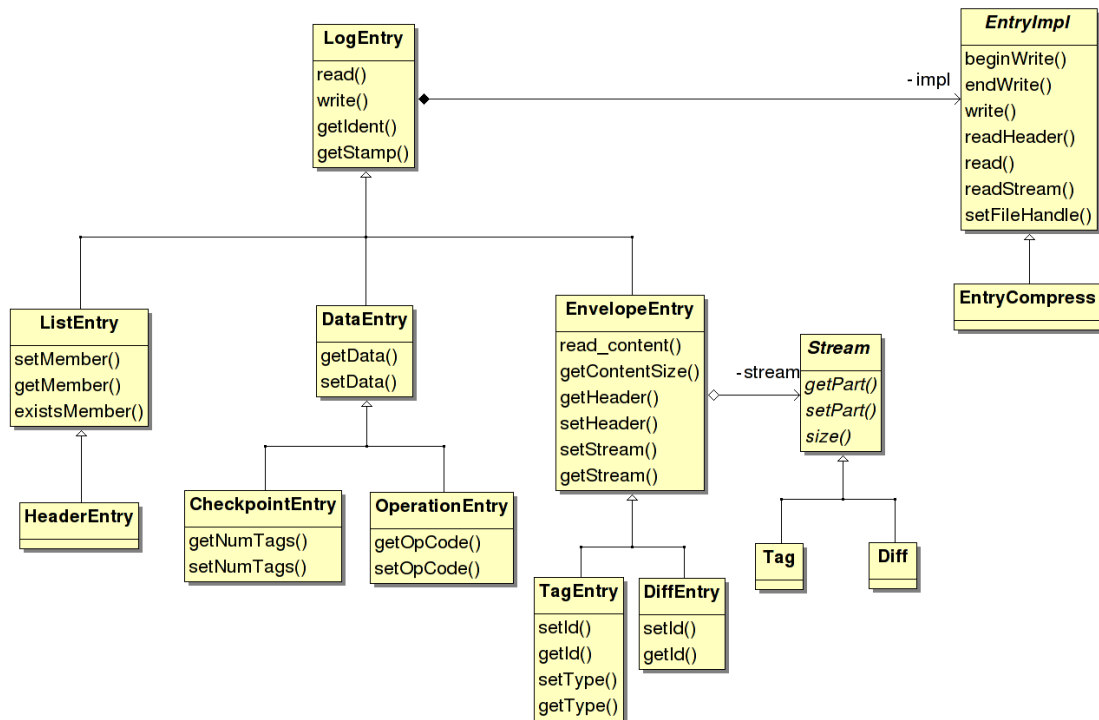 LogEntry
read()
write()
getIdent()
getStamp()
-impl
EntryImpl
beginWrite()
endWrite()
write()
readHeader()
read()
readStream()
setFileHandle()
EntryCompress
ListEntry
setMember()
getMember()
existsMember()
HeaderEntry
DataEntry
getData()
setData()
CheckpointEntry
getNumTags()
setNumTags()
OperationEntry
getOpCode()
setOpCode()
EnvelopeEntry
read_content()
getContentSize()
getHeader()
setHeader()
setStream()
getStream()
-stream
Stream
getPart()
setPart()
size()
TagEntry
setId()
getId()
setType()
getType()
DiffEntry
setId()
getId()
Tag
Diff